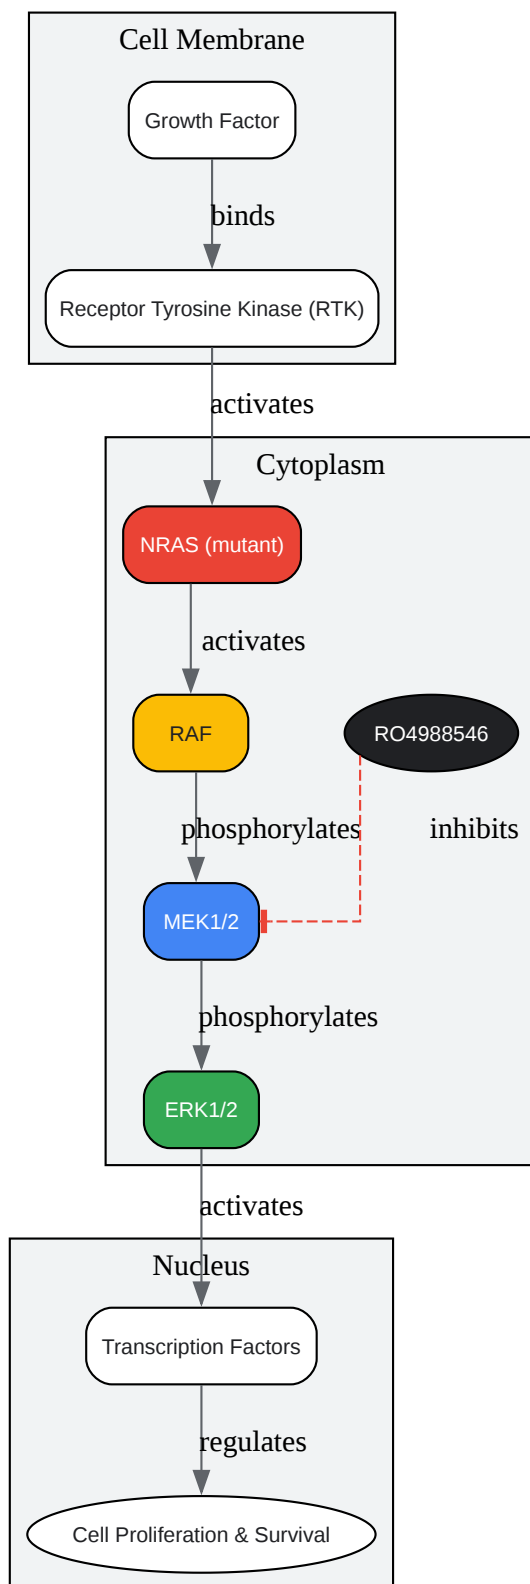 Cell Membrane
Growth Factor
binds
Receptor Tyrosine Kinase (RTK)
activates
Cytoplasm
NRAS (mutant)
activates
RAF
RO4988546
phosphorylates
inhibits
MEK1/2
phosphorylates
ERK1/2
activates
Nucleus
Transcription Factors
regulates
Cell Proliferation & Survival